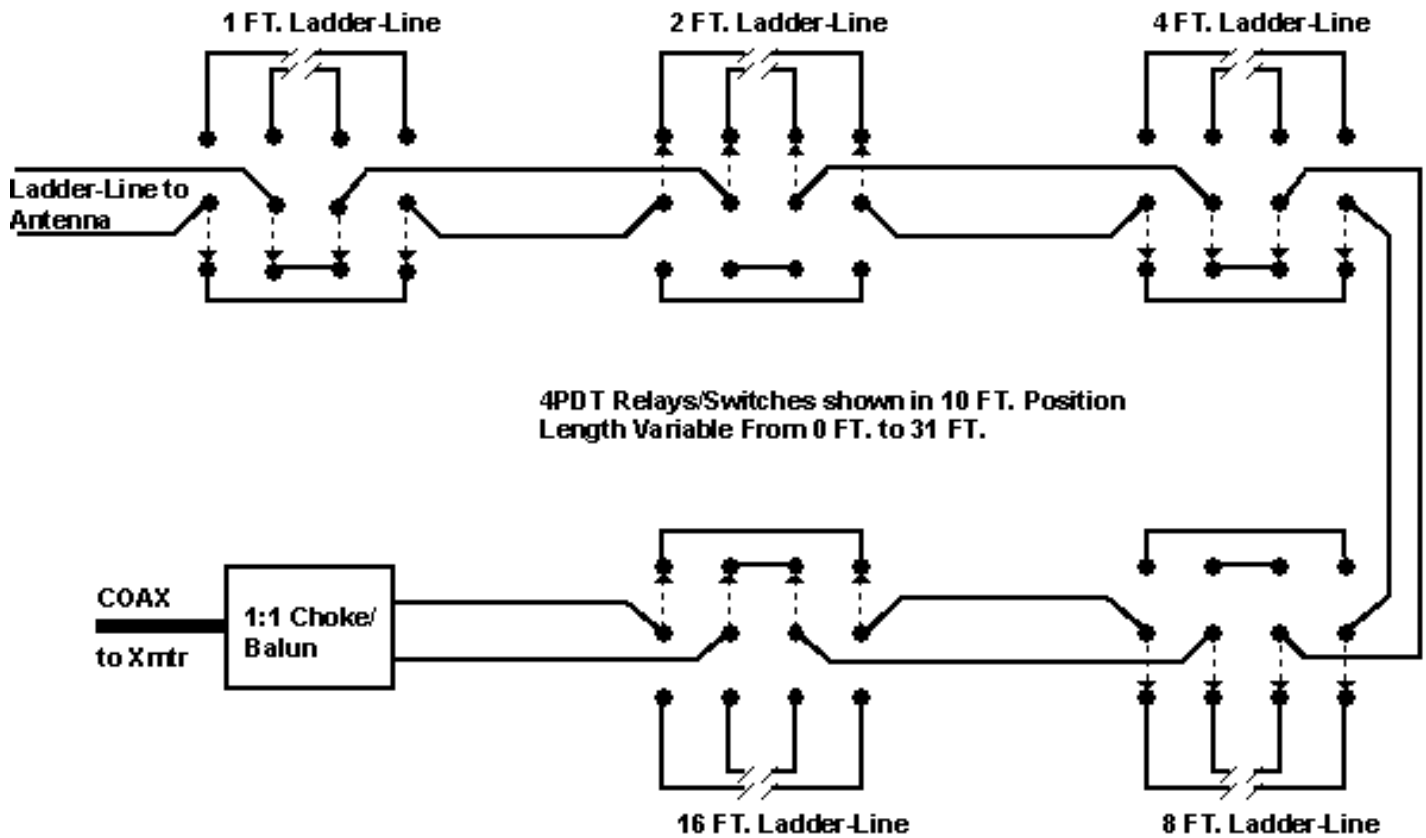 1 FT. Ladder-Line
2 FT. Ladder-Line
4 FT. Ladder-Line
Ladder-Line to
Antenna
4PDT Relays/Switches shown in 10 FT. Position
Length Variable From 0 FT. to 31 FT.
COAX
to Xmtr
1:1 Choke/
Balun
16 FT. Ladder-Line
8 FT. Ladder-Line